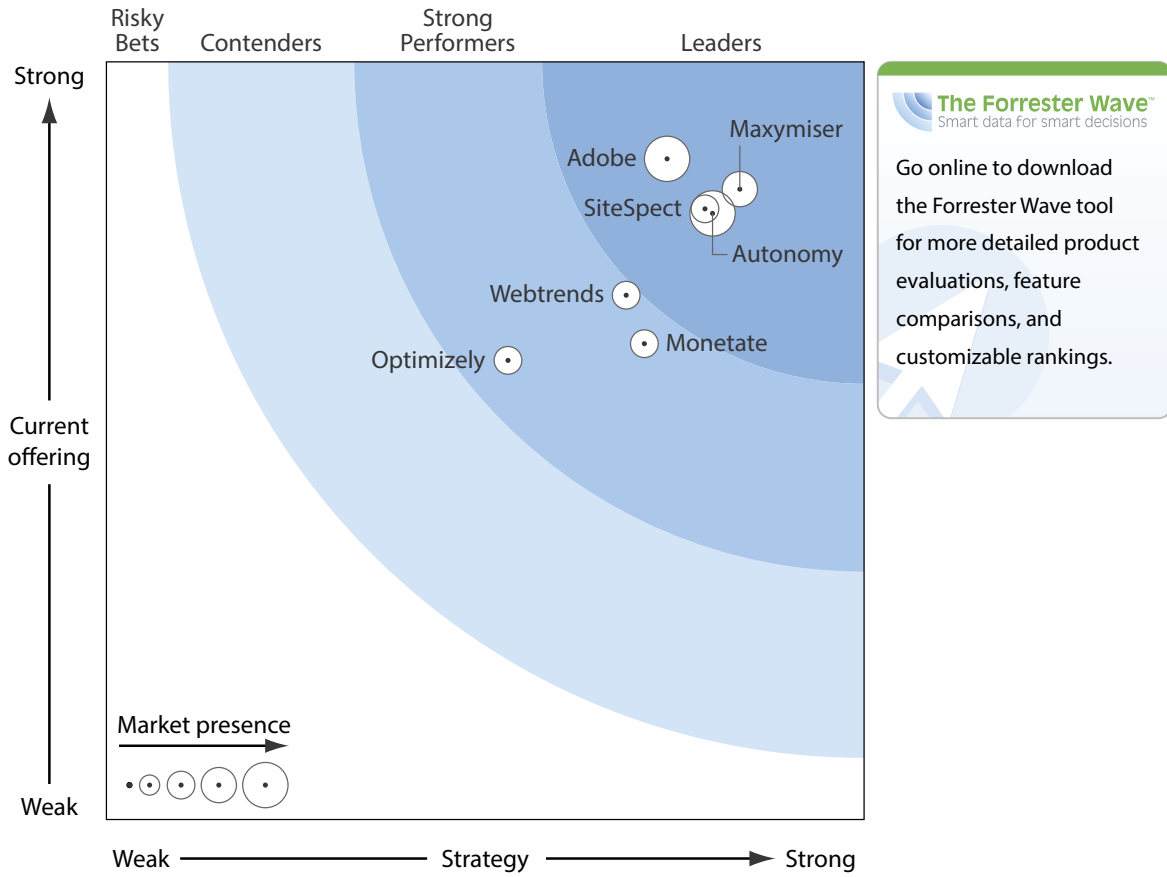 Risky
Bets
Contenders
Strong
Performers
Leaders
Strong
Current
offering
Weak
Maxymiser
Adobe
SiteSpect
Autonomy
Webtrends
Monetate
Optimizely
Market presence
Weak
Strategy
Strong
The Forrester Wave™
Smart data for smart decisions
Go online to download
the Forrester Wave tool
for more detailed product
evaluations, feature
comparisons, and
customizable rankings.